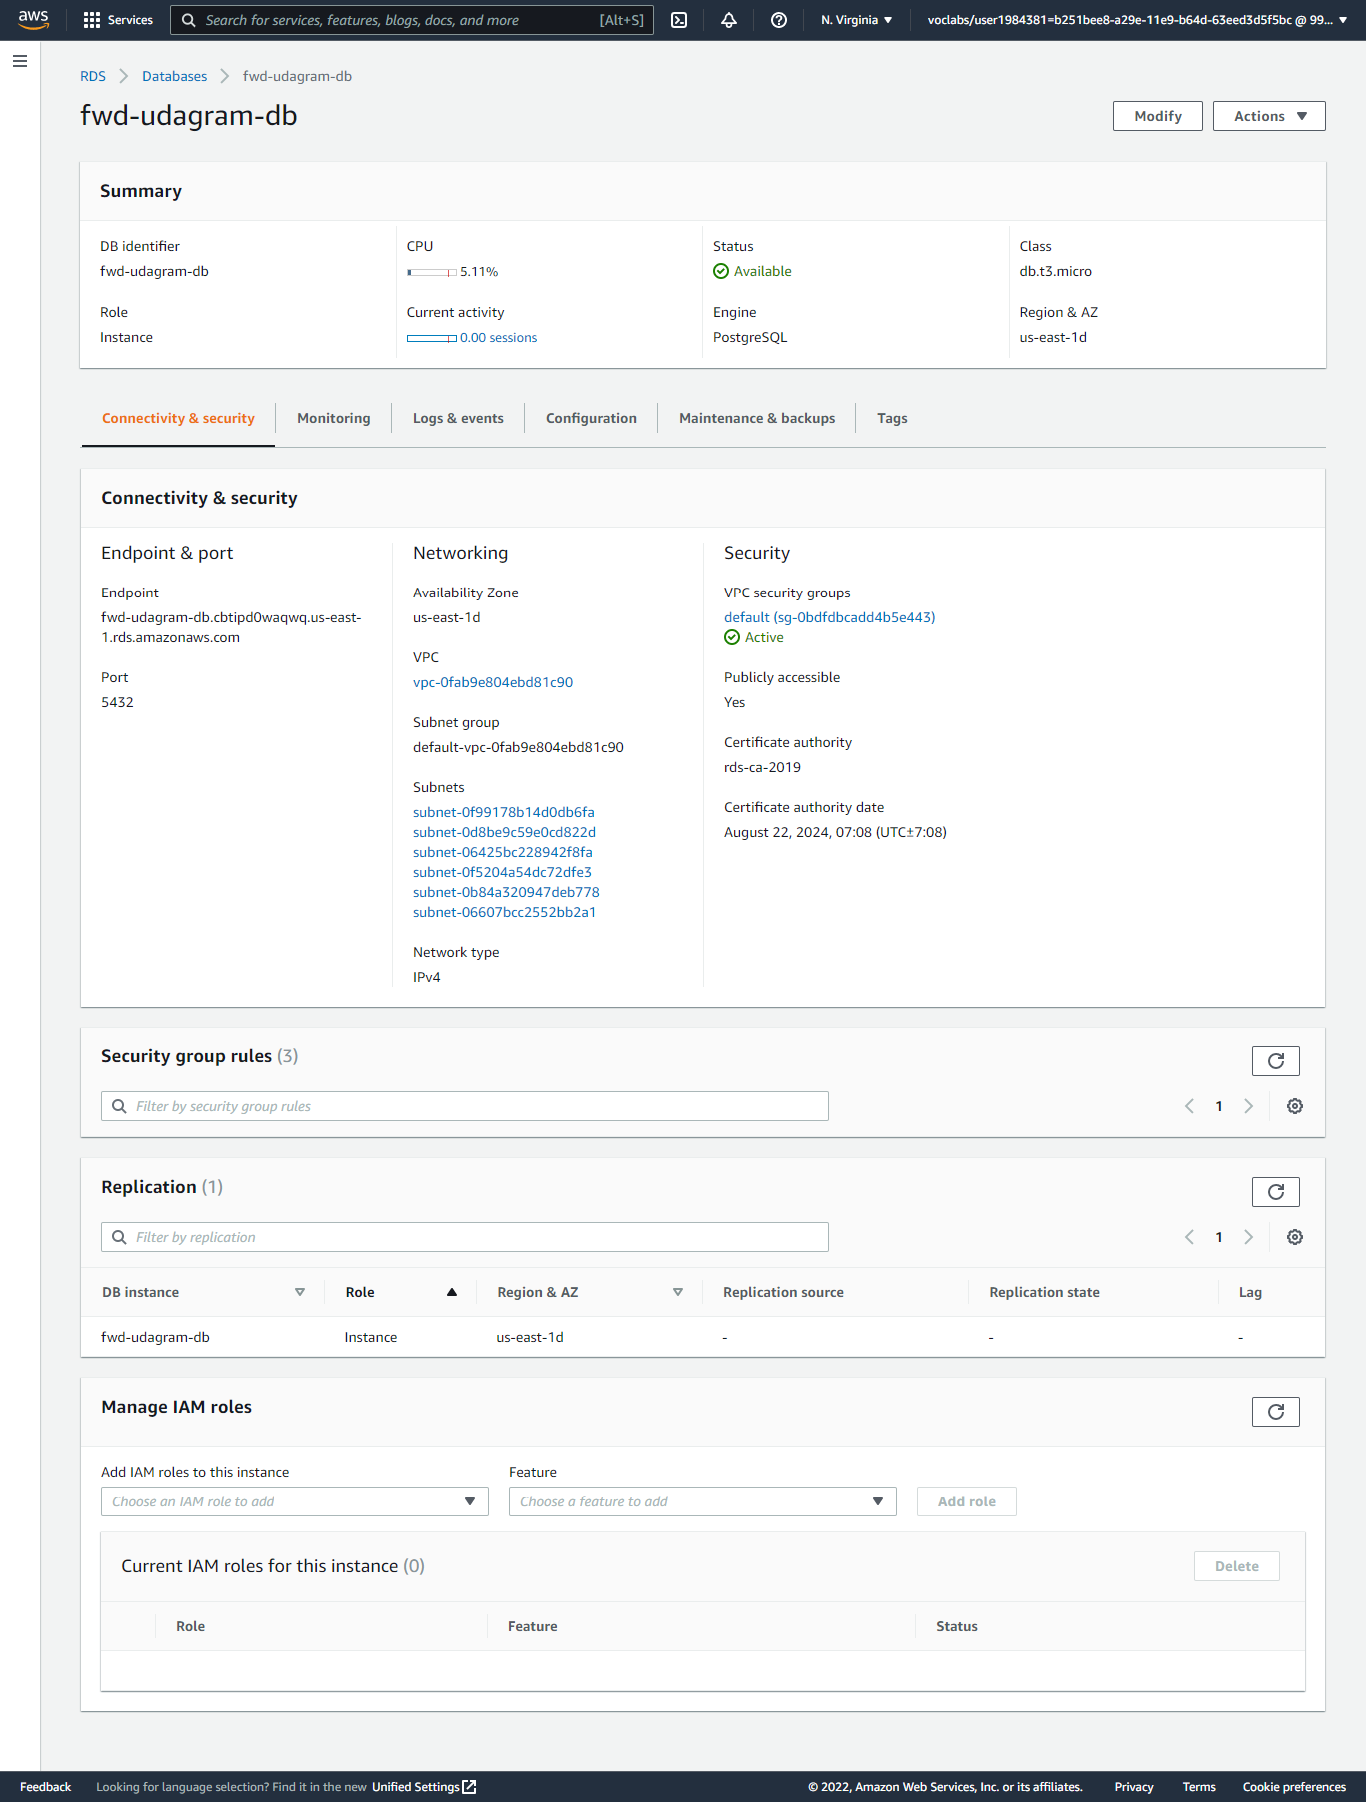 aws
Services
Search for services, features, blogs, docs, and more [Alt+S]
N. Virginia
voclabs/user1984381=b251bee8-a29e-11e9-b64d-63eed3d5f5bc @ 99...
RDS Databases fwd-udagram-db
fwd-udagram-db
Modify
Actions
Summary
DB identifier
fwd-udagram-db
CPU
5.11%
Status
Available
Class
db.t3.micro
Role
Instance
Current activity
0.00 sessions
Engine
PostgreSQL
Region & AZ
us-east-1d
Connectivity & security
Monitoring
Logs & events
Configuration
Maintenance & backups
Tags
Connectivity & security
Endpoint & port
Endpoint
fwd-udagram-db.cbtipd0waqwq.us-east-
1.rds.amazonaws.com
Port
5432
Networking
Availability Zone
us-east-1d
VPC
vpc-0fab9e804ebd81c90
Subnet group
default-vpc-0fab9e804ebd81c90
Subnets
subnet-0f99178b14d0db6fa
subnet-0d8be9c59e0cd822d
subnet-06425bc228942f8fa
subnet-0f5204a54dc72dfe3
subnet-0b84a320947deb778
subnet-06607bcc2552bb2a1
Network type
IPv4
Security
VPC security groups
default (sg-0bdfdbcadd4b5e443)
Active
Publicly accessible
Yes
Certificate authority
rds-ca-2019
Certificate authority date
August 22, 2024, 07:08 (UTC±7:08)
Security group rules (3)
Filter by security group rules
1
Replication (1)
Filter by replication
1
DB instance Role Region & AZ Replication source Replication state Lag
fwd-udagram-db Instance us-east-1d - - -
Manage IAM roles
Add IAM roles to this instance
Choose an IAM role to add
Feature
Choose a feature to add
Add role
Current IAM roles for this instance (0)
Delete
Role Feature Status
Feedback
Looking for language selection? Find it in the new Unified Settings
© 2022, Amazon Web Services, Inc. or its affiliates.
Privacy
Terms
Cookie preferences